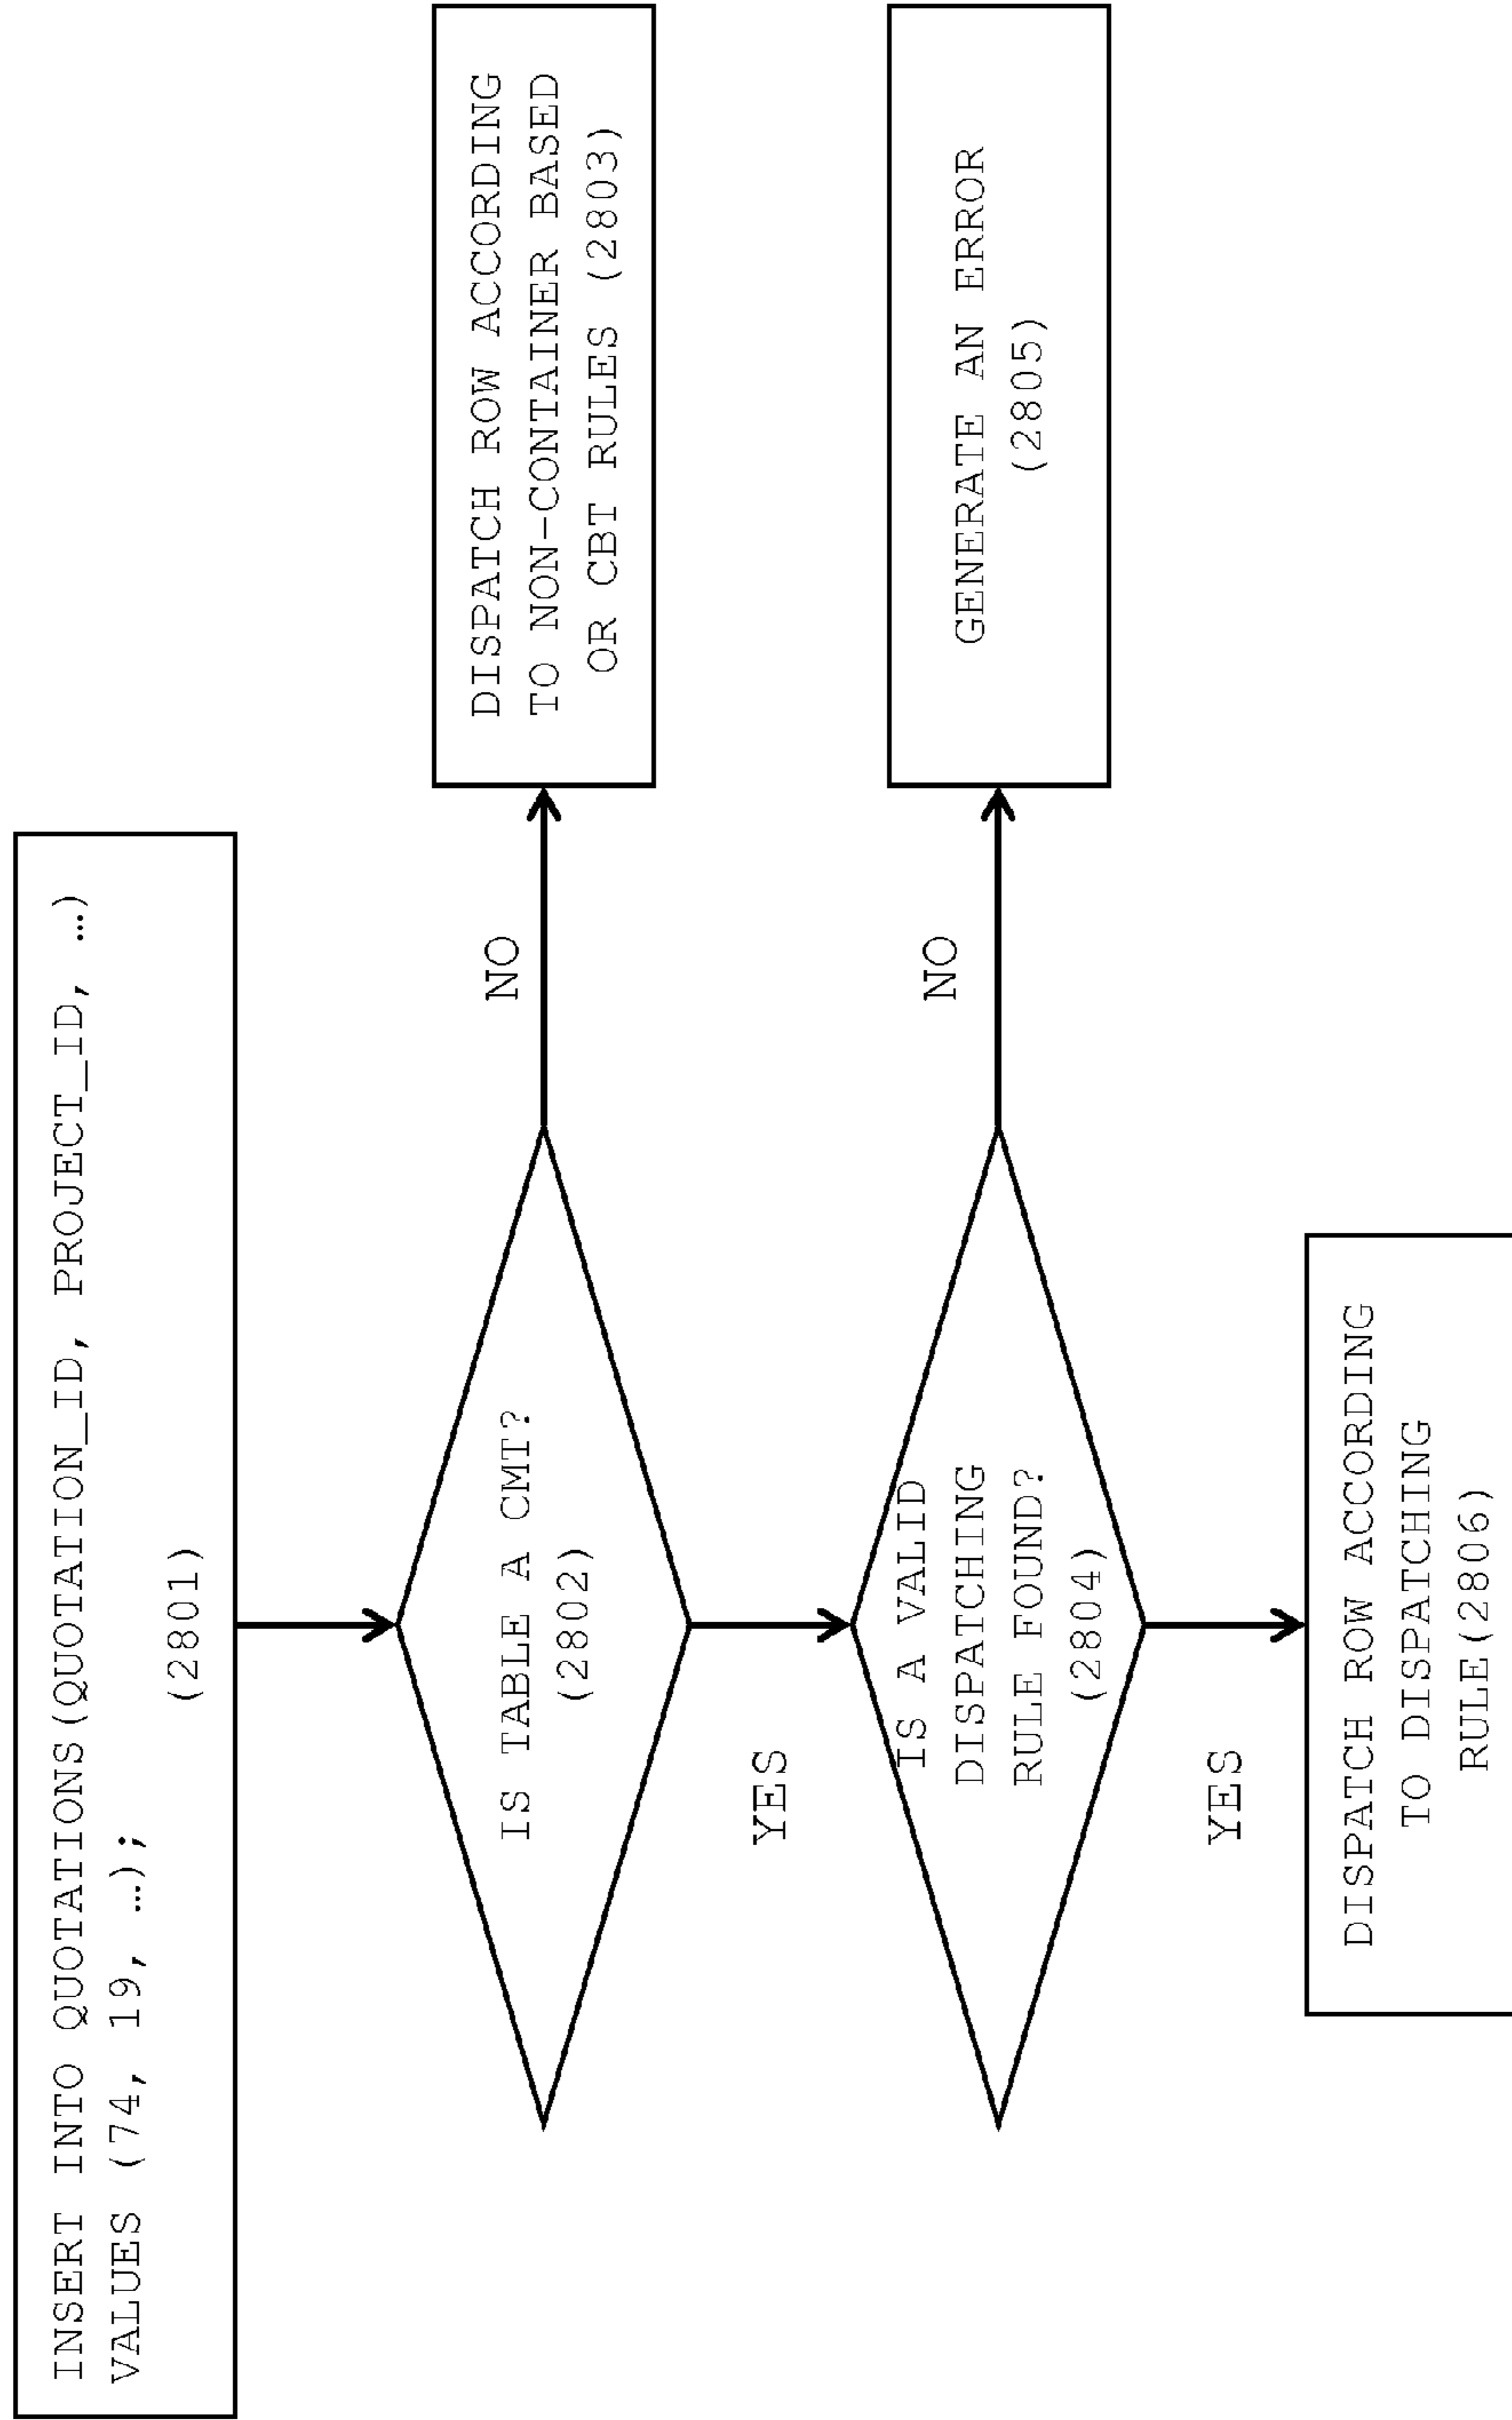 INSERT INTO QUOTATIONS(QUOTATION_ID, PROJECT_ID, …)
VALUES (74, 19, …);
(2801)
IS TABLE A CMT?
(2802)
NO
DISPATCH ROW ACCORDING
TO NON-CONTAINER BASED
OR CBT RULES (2803)
YES
IS A VALID
DISPATCHING
RULE FOUND?
(2804)
NO
GENERATE AN ERROR
(2805)
YES
DISPATCH ROW ACCORDING
TO DISPATCHING
RULE(2806)